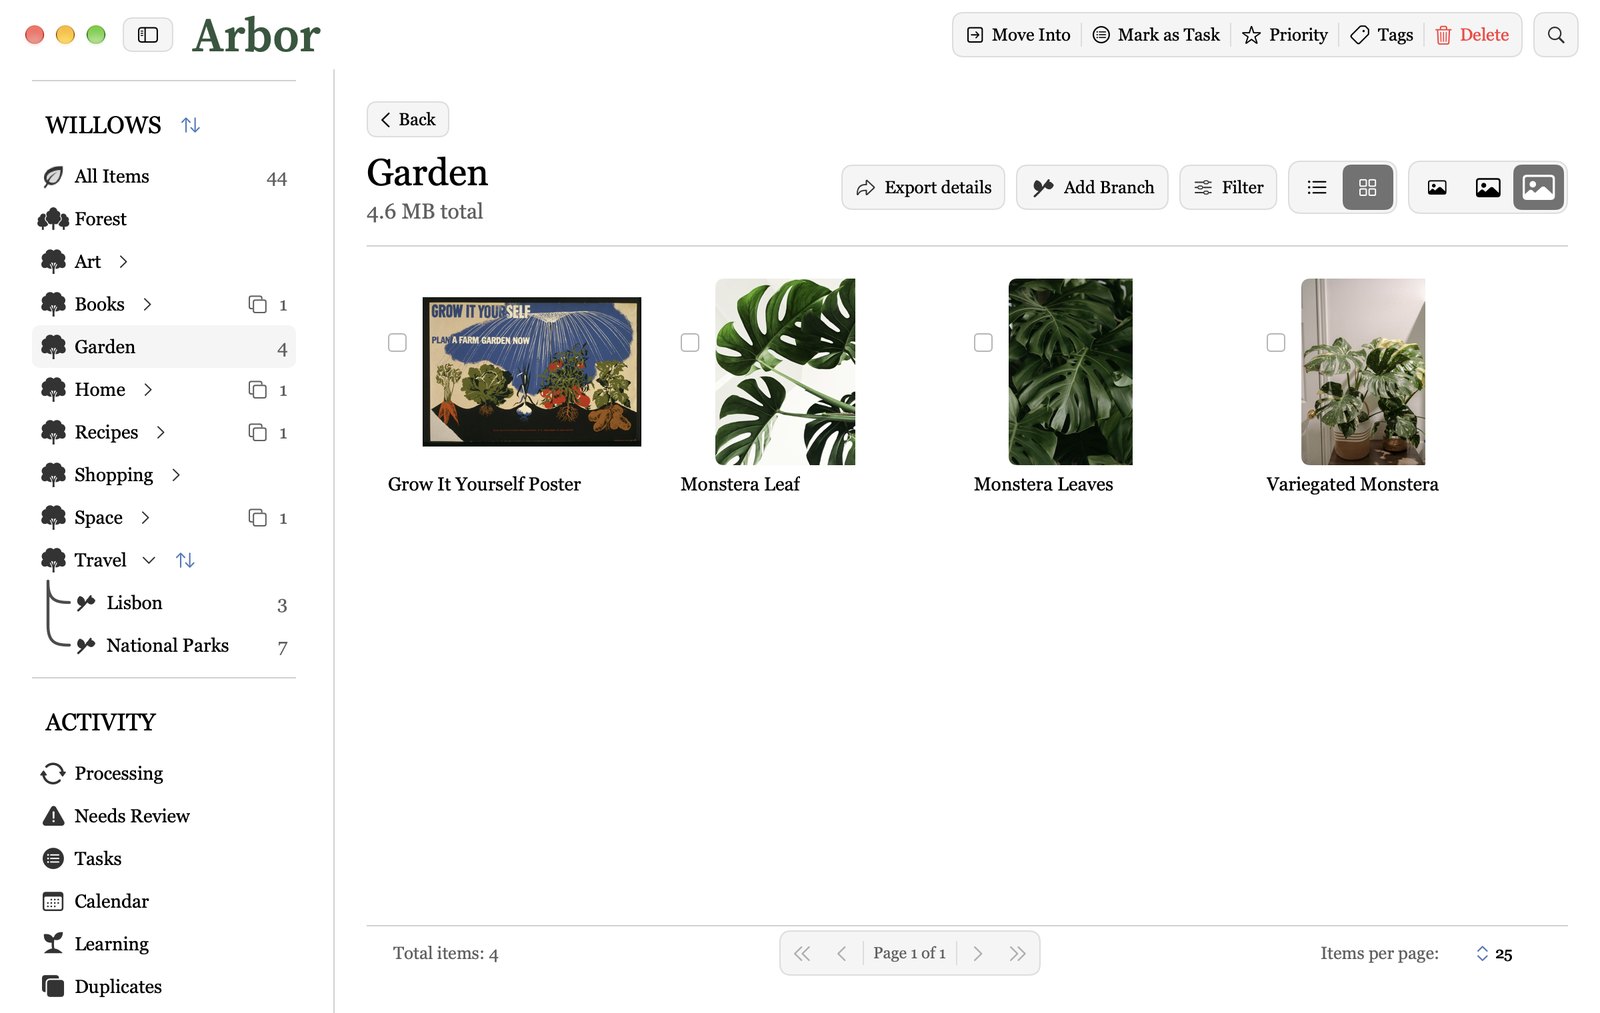 Arbor
Move Into
Mark as Task
Priority
Tags
Delete
WILLOWS
All Items 44
Forest
Art
Books 1
Garden 4
Home 1
Recipes 1
Shopping
Space 1
Travel
Lisbon 3
National Parks 7
ACTIVITY
Processing
Needs Review
Tasks
Calendar
Learning
Duplicates
Back
Garden
4.6 MB total
Export details
Add Branch
Filter
GROW IT YOURSELF
PLAN A FARM GARDEN NOW
Grow It Yourself Poster
Monstera Leaf
Monstera Leaves
Variegated Monstera
Total items: 4
Page 1 of 1
Items per page: 25